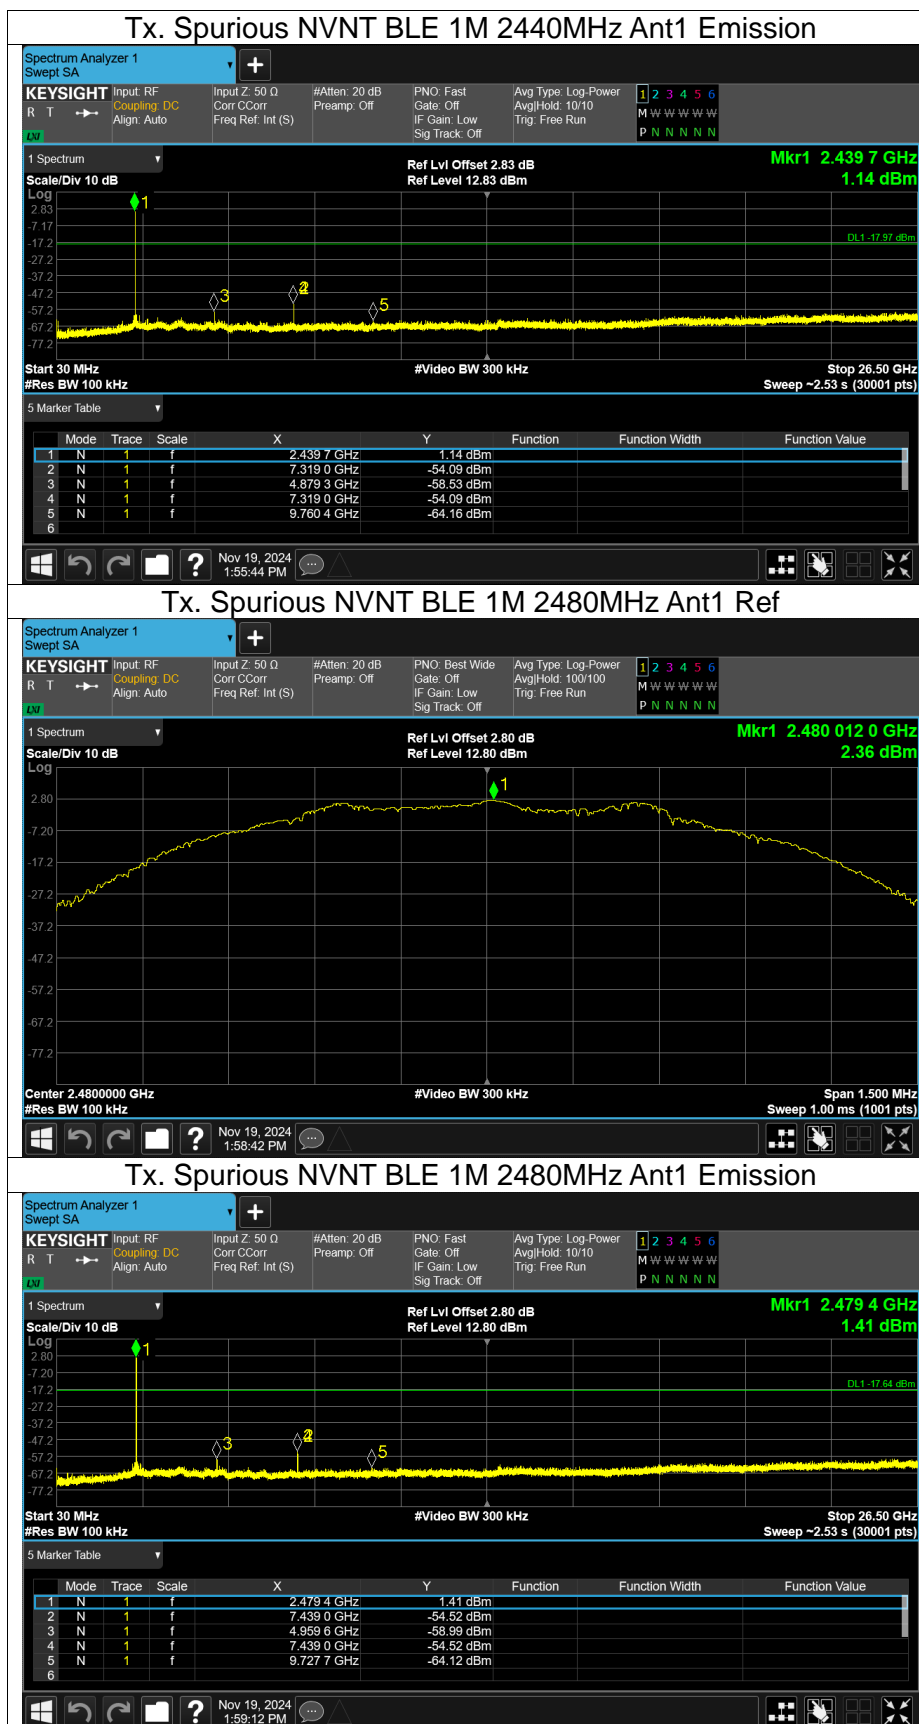 Tx. Spurious NVNT BLE 1M 2440MHz Ant1 Emission
Spectrum Analyzer 1
Swept SA
KEYSIGHT Input: RF Input Z: 50 Ω #Atten: 20 dB PNO: Fast Avg Type: Log-Power 1 2 3 4 5 6
R T Coupling: DC Corr CCorr Preamp: Off Gate: Off Avg|Hold: 10/10 M W W W W W
Align: Auto Freq Ref: Int (S) IF Gain: Low Trig: Free Run
LXI Sig Track: Off P N N N N N
1 Spectrum Ref Lvl Offset 2.83 dB Mkr1 2.439 7 GHz
Scale/Div 10 dB Ref Level 12.83 dBm 1.14 dBm
Log
1
2.83
-7.17
-17.2 DL1 -17.97 dBm
-27.2
-37.2
-47.2 3 2 4
-57.2 5
-67.2
-77.2
Start 30 MHz #Video BW 300 kHz Stop 26.50 GHz
#Res BW 100 kHz Sweep ~2.53 s (30001 pts)
5 Marker Table
Mode Trace Scale X Y Function Function Width Function Value
1 N 1 f 2.439 7 GHz 1.14 dBm
2 N 1 f 7.319 0 GHz -54.09 dBm
3 N 1 f 4.879 3 GHz -58.53 dBm
4 N 1 f 7.319 0 GHz -54.09 dBm
5 N 1 f 9.760 4 GHz -64.16 dBm
6
? Nov 19, 2024
1:55:44 PM
Tx. Spurious NVNT BLE 1M 2480MHz Ant1 Ref
Spectrum Analyzer 1
Swept SA
KEYSIGHT Input: RF Input Z: 50 Ω #Atten: 20 dB PNO: Best Wide Avg Type: Log-Power 1 2 3 4 5 6
R T Coupling: DC Corr CCorr Preamp: Off Gate: Off Avg|Hold: 100/100 M W W W W W
Align: Auto Freq Ref: Int (S) IF Gain: Low Trig: Free Run
LXI Sig Track: Off P N N N N N
1 Spectrum Ref Lvl Offset 2.80 dB Mkr1 2.480 012 0 GHz
Scale/Div 10 dB Ref Level 12.80 dBm 2.36 dBm
Log
1
2.80
-7.20
-17.2
-27.2
-37.2
-47.2
-57.2
-67.2
-77.2
Center 2.4800000 GHz #Video BW 300 kHz Span 1.500 MHz
#Res BW 100 kHz Sweep 1.00 ms (1001 pts)
? Nov 19, 2024
1:58:42 PM
Tx. Spurious NVNT BLE 1M 2480MHz Ant1 Emission
Spectrum Analyzer 1
Swept SA
KEYSIGHT Input: RF Input Z: 50 Ω #Atten: 20 dB PNO: Fast Avg Type: Log-Power 1 2 3 4 5 6
R T Coupling: DC Corr CCorr Preamp: Off Gate: Off Avg|Hold: 10/10 M W W W W W
Align: Auto Freq Ref: Int (S) IF Gain: Low Trig: Free Run
LXI Sig Track: Off P N N N N N
1 Spectrum Ref Lvl Offset 2.80 dB Mkr1 2.479 4 GHz
Scale/Div 10 dB Ref Level 12.80 dBm 1.41 dBm
Log
1
2.80
-7.20
-17.2 DL1 -17.64 dBm
-27.2
-37.2
-47.2 3 2 4
-57.2 5
-67.2
-77.2
Start 30 MHz #Video BW 300 kHz Stop 26.50 GHz
#Res BW 100 kHz Sweep ~2.53 s (30001 pts)
5 Marker Table
Mode Trace Scale X Y Function Function Width Function Value
1 N 1 f 2.479 4 GHz 1.41 dBm
2 N 1 f 7.439 0 GHz -54.52 dBm
3 N 1 f 4.959 6 GHz -58.99 dBm
4 N 1 f 7.439 0 GHz -54.52 dBm
5 N 1 f 9.727 7 GHz -64.12 dBm
6
? Nov 19, 2024
1:59:12 PM